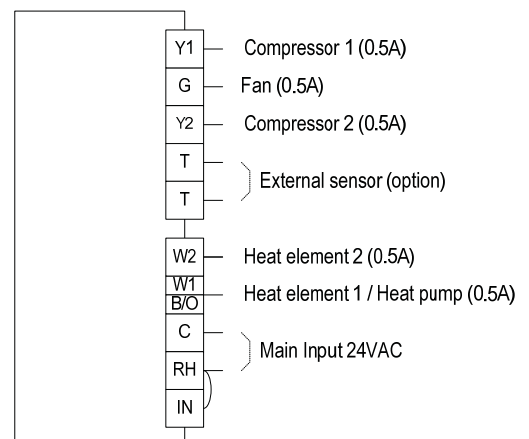 Y1 Compressor 1 (0.5A)
G Fan (0.5A)
Y2 Compressor 2 (0.5A)
T
External sensor (option)
T
W2 Heat element 2 (0.5A)
W1
Heat element 1 / Heat pump (0.5A)
B/O
C
Main Input 24VAC
RH
IN